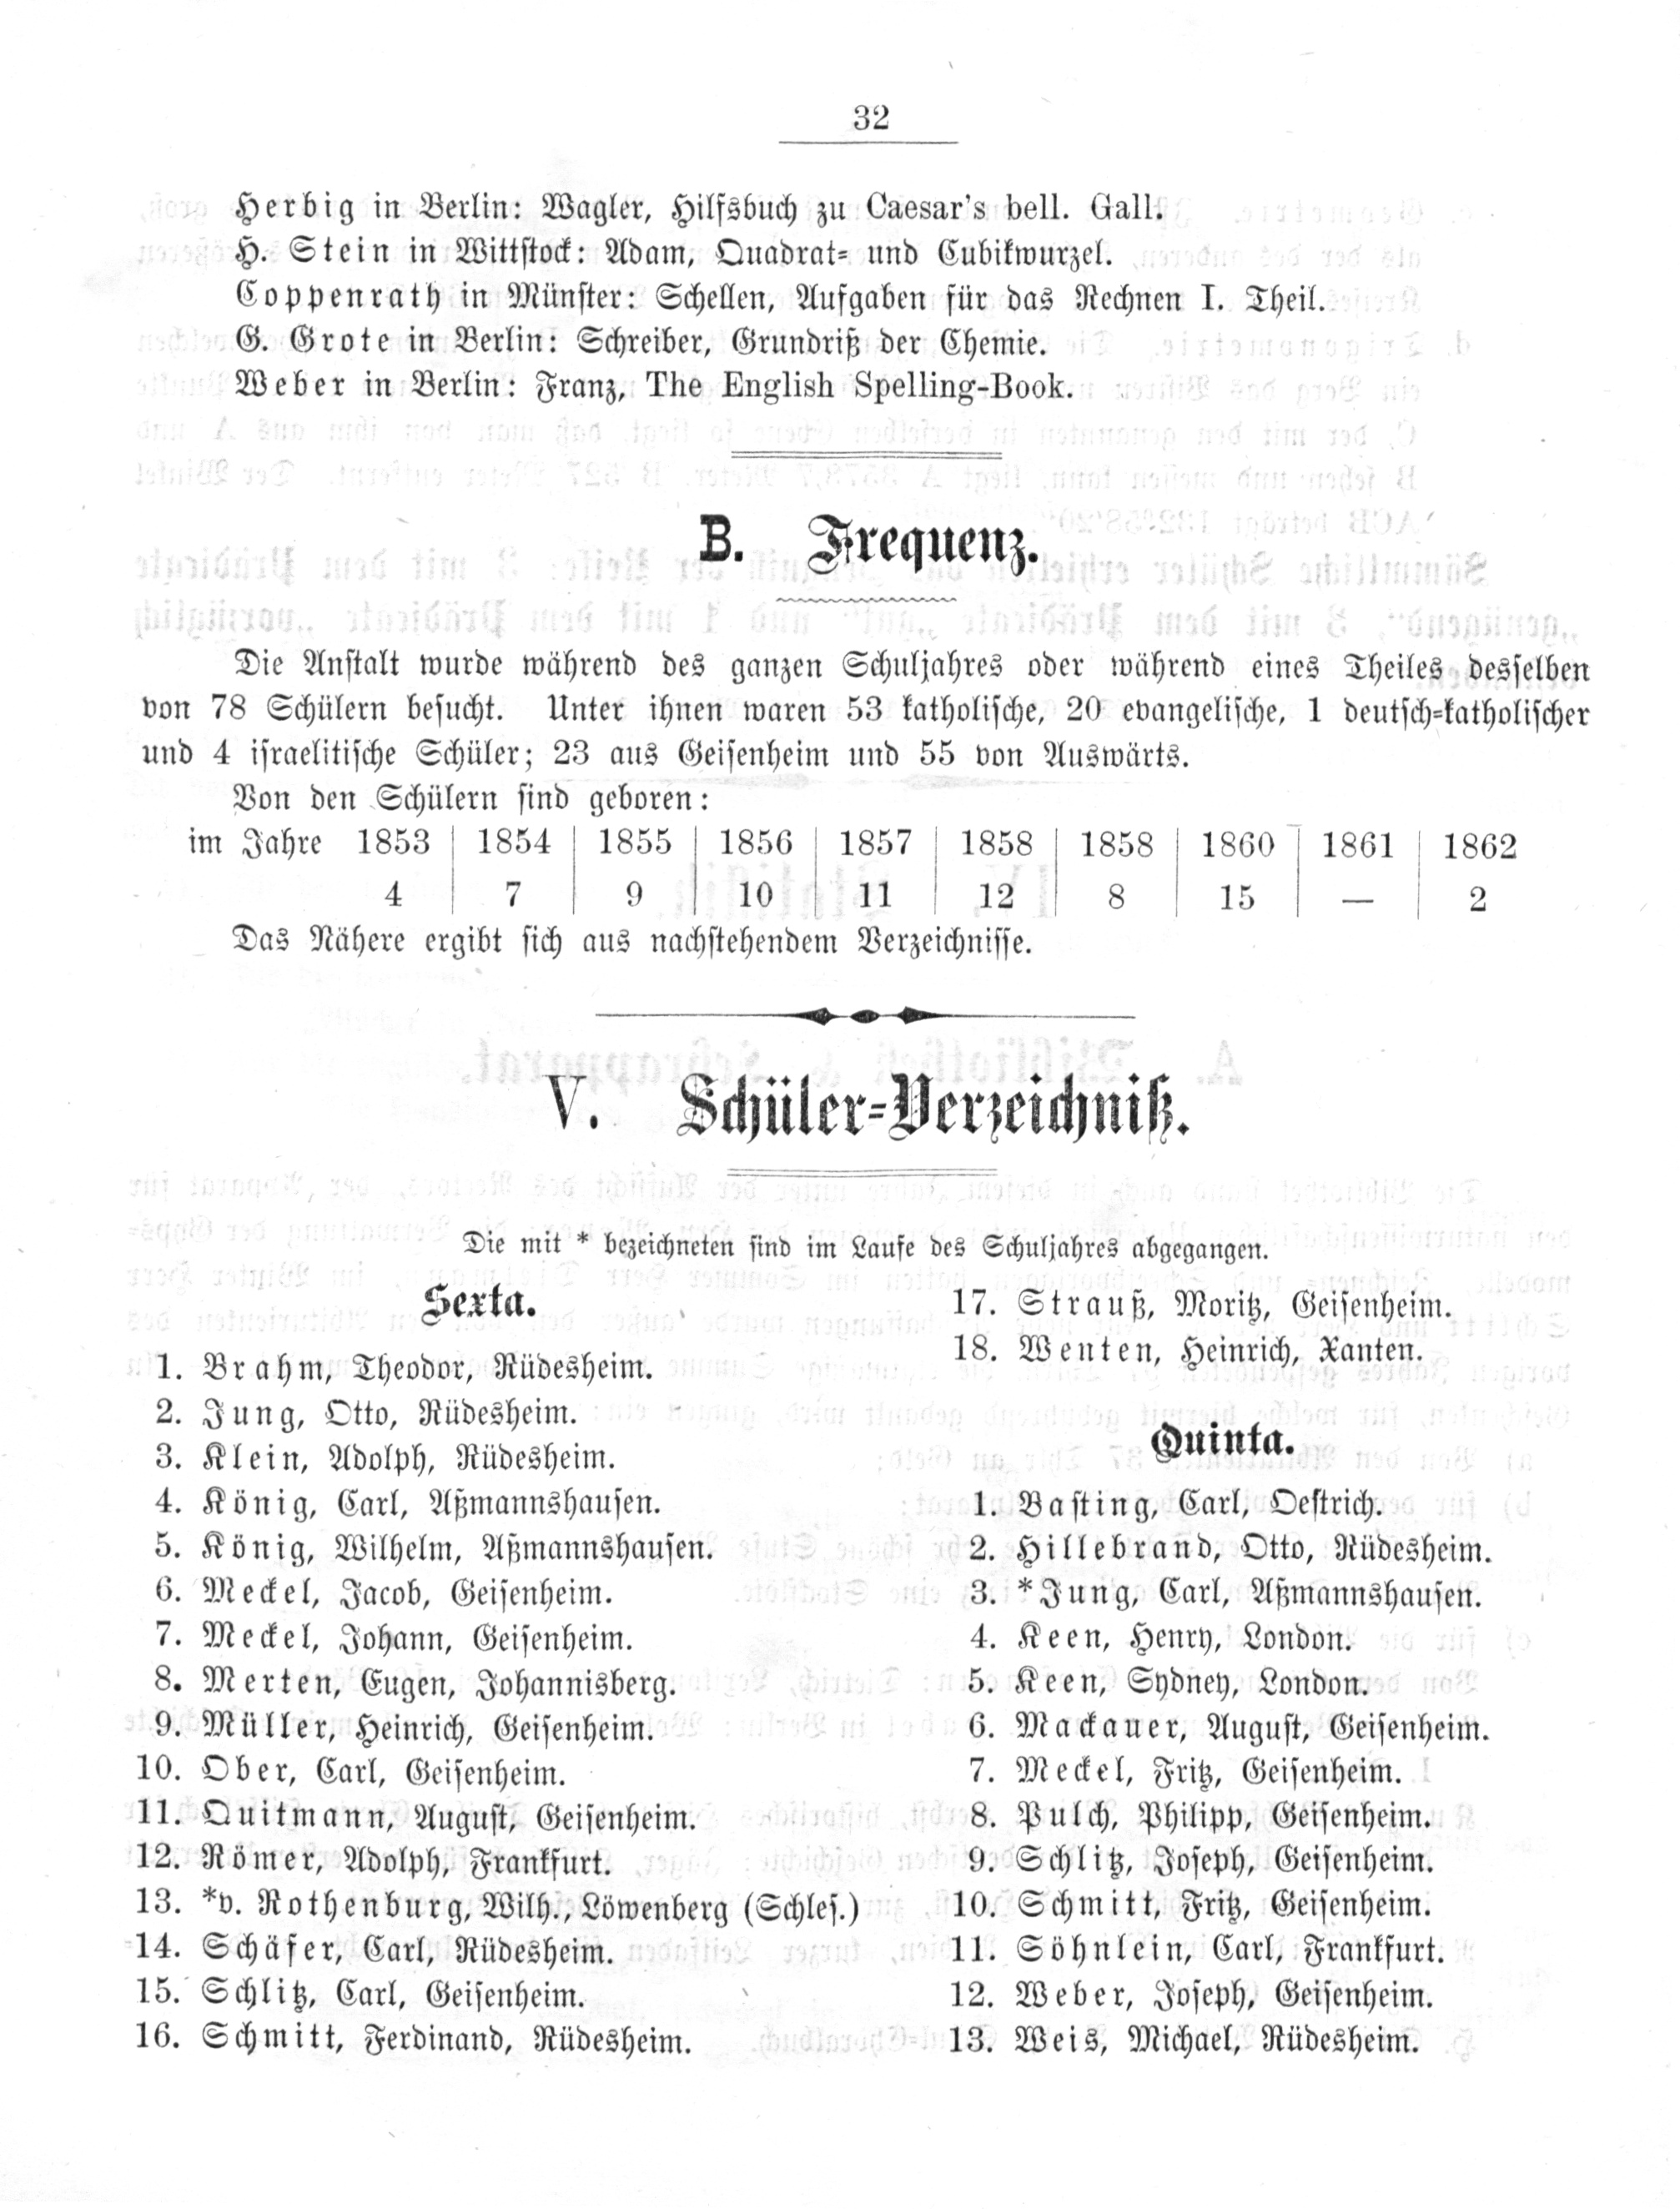 32
Herbig in Berlin: Wagler, Hilfsbuch zu Caesar's bell. Gall.
H. Stein in Wittstock: Adam, Quadrat- und Cubikwurzel.
Coppenrath in Münster: Schellen, Aufgaben für das Rechnen I. Theil.
G. Grote in Berlin: Schreiber, Grundriß der Chemie.
Weber in Berlin: Franz, The English Spelling-Book.
B. Frequenz.
Die Anstalt wurde während des ganzen Schuljahres oder während eines Theiles desselben
von 78 Schülern besucht. Unter ihnen waren 53 katholische, 20 evangelische, 1 deutsch-katholischer
und 4 israelitische Schüler; 23 aus Geisenheim und 55 von Auswärts.
Von den Schülern sind geboren:
im Jahre 1853 | 1854 | 1855 | 1856 | 1857 | 1858 | 1858 | 1860 | 1861 | 1862
4 | 7 | 9 | 10 | 11 | 12 | 8 | 15 | — | 2
Das Nähere ergibt sich aus nachstehendem Verzeichnisse.
V. Schüler-Verzeichniß.
Die mit * bezeichneten sind im Laufe des Schuljahres abgegangen.
Sexta.
1. Brahm, Theodor, Rüdesheim.
2. Jung, Otto, Rüdesheim.
3. Klein, Adolph, Rüdesheim.
4. König, Carl, Aßmannshausen.
5. König, Wilhelm, Aßmannshausen.
6. Meckel, Jacob, Geisenheim.
7. Meckel, Johann, Geisenheim.
8. Merten, Eugen, Johannisberg.
9. Müller, Heinrich, Geisenheim.
10. Ober, Carl, Geisenheim.
11. Quitmann, August, Geisenheim.
12. Römer, Adolph, Frankfurt.
13. *v. Rothenburg, Wilh., Löwenberg (Schles.)
14. Schäfer, Carl, Rüdesheim.
15. Schlitz, Carl, Geisenheim.
16. Schmitt, Ferdinand, Rüdesheim.
17. Strauß, Moritz, Geisenheim.
18. Wenten, Heinrich, Xanten.
Quinta.
1. Basting, Carl, Oestrich.
2. Hillebrand, Otto, Rüdesheim.
3. *Jung, Carl, Aßmannshausen.
4. Keen, Henry, London.
5. Keen, Sydney, London.
6. Mackauer, August, Geisenheim.
7. Meckel, Fritz, Geisenheim.
8. Pulch, Philipp, Geisenheim.
9. Schlitz, Joseph, Geisenheim.
10. Schmitt, Fritz, Geisenheim.
11. Söhnlein, Carl, Frankfurt.
12. Weber, Joseph, Geisenheim.
13. Weis, Michael, Rüdesheim.